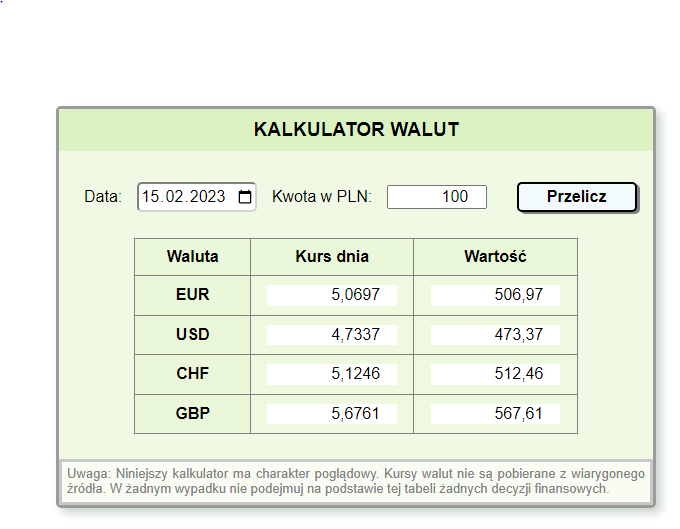 KALKULATOR WALUT
Data: 15.02.2023 Kwota w PLN: 100 Przelicz
Waluta Kurs dnia Wartość
EUR 5,0697 506,97
USD 4,7337 473,37
CHF 5,1246 512,46
GBP 5,6761 567,61
Uwaga: Niniejszy kalkulator ma charakter poglądowy. Kursy walut nie są pobierane z wiarygonego
źródła. W żadnym wypadku nie podejmuj na podstawie tej tabeli żadnych decyzji finansowych.